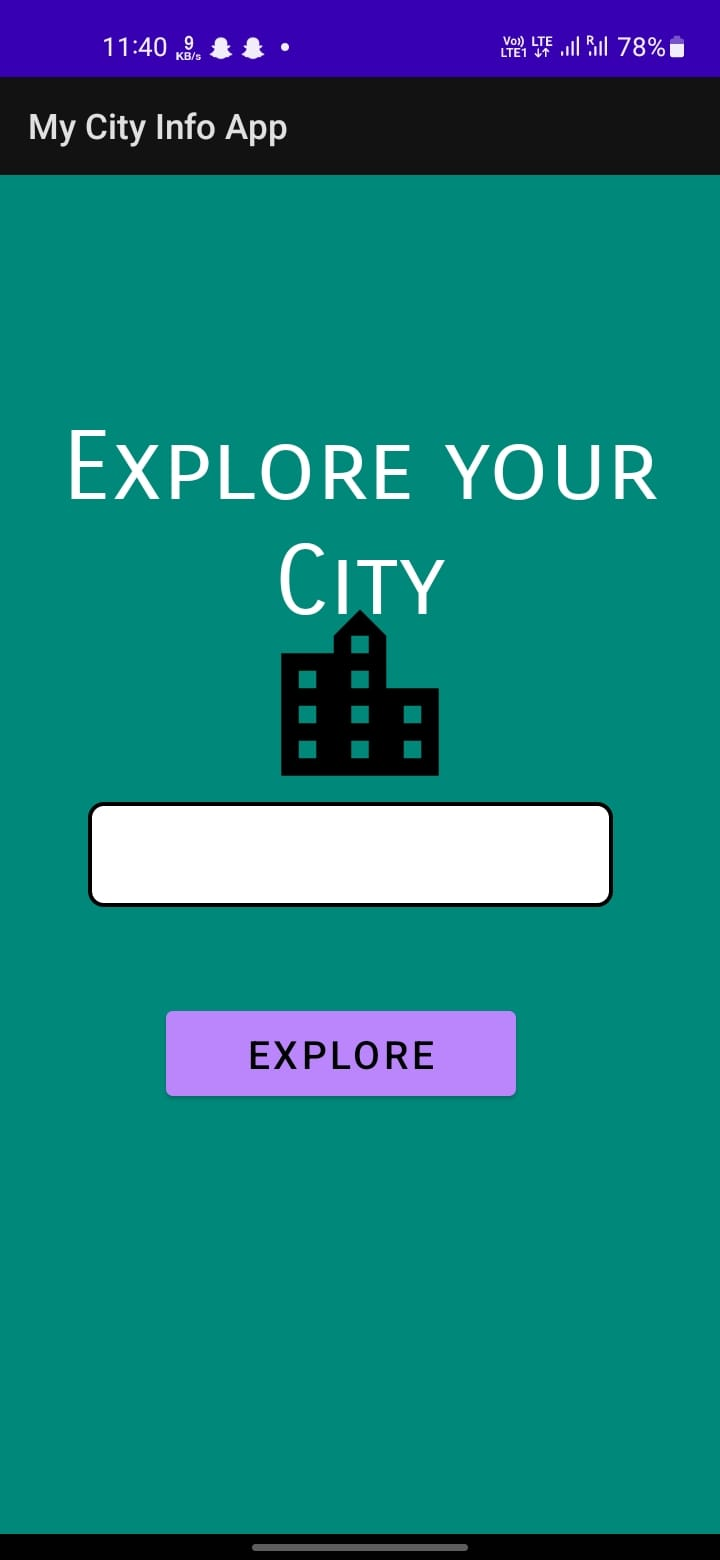 11:40 9 KB/s Vo)) LTE1 LTE R 78%
My City Info App
Explore your
City
EXPLORE